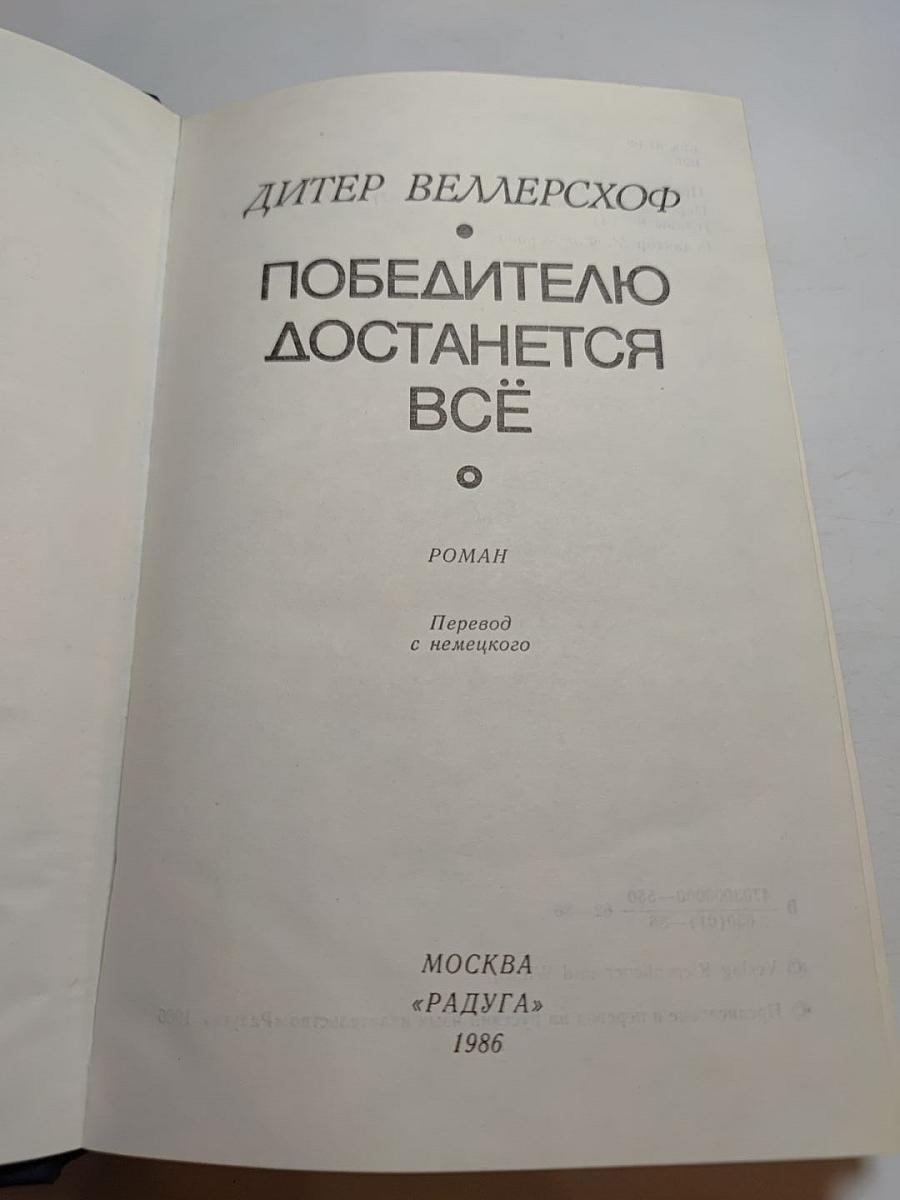 ДИТЕР ВЕЛЛЕРСХОФ
ПОБЕДИТЕЛЮ
ДОСТАНЕТСЯ
ВСЁ
РОМАН
Перевод
с немецкого
МОСКВА
«РАДУГА»
1986